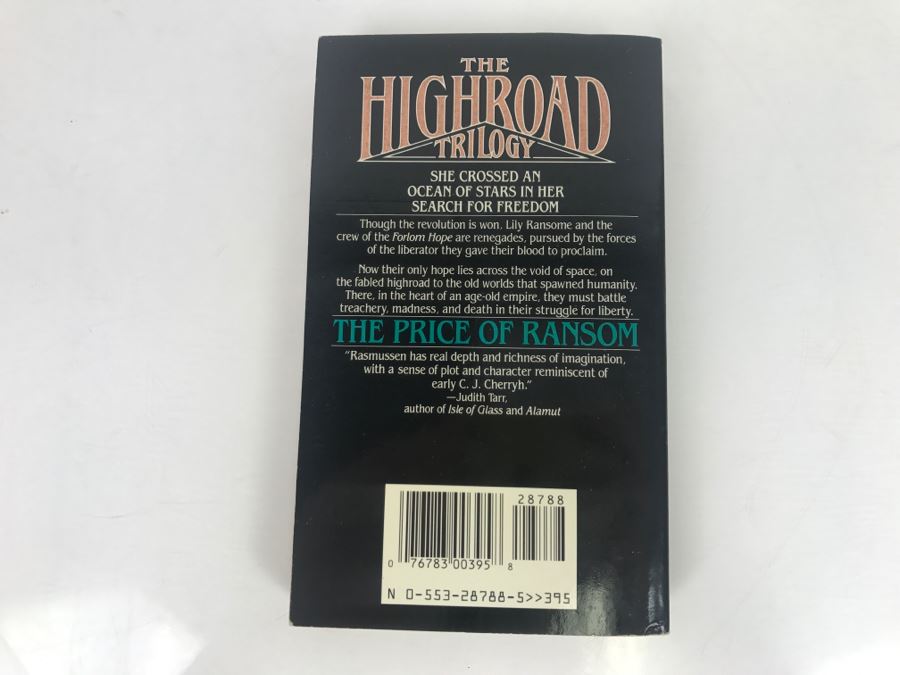 THE
HIGHROAD
TRILOGY
SHE CROSSED AN
OCEAN OF STARS IN HER
SEARCH FOR FREEDOM
Though the revolution is won, Lily Ransome and the
crew of the Forlorn Hope are renegades, pursued by the forces
of the liberator they gave their blood to proclaim.
Now their only hope lies across the void of space, on
the fabled highroad to the old worlds that spawned humanity.
There, in the heart of an age-old empire, they must battle
treachery, madness, and death in their struggle for liberty.
THE PRICE OF RANSOM
"Rasmussen has real depth and richness of imagination,
with a sense of plot and character reminiscent of
early C. J. Cherryh."
—Judith Tarr,
author of Isle of Glass and Alamut
28788
0 76783 00395 8
N 0-553-28788-5>>395